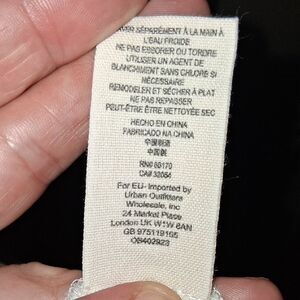 LAVER SÉPARÉMENT À LA MAIN À
L'EAU FROIDE
NE PAS ESSORER OU TORDRE
UTILISER UN AGENT DE
BLANCHIMENT SANS CHLORE SI
NÉCESSAIRE
REMODELER ET SÉCHER À PLAT
NE PAS REPASSER
PEUT-ÊTRE ÊTRE NETTOYÉE SEC
HECHO EN CHINA
FABRICADO NA CHINA
中国制造
中国製
RN# 66170
CA# 32054
For EU- Imported by
Urban Outfitters
Wholesale, Inc
24 Market Place
London UK W1W 8AN
GB 975119165
OB402923